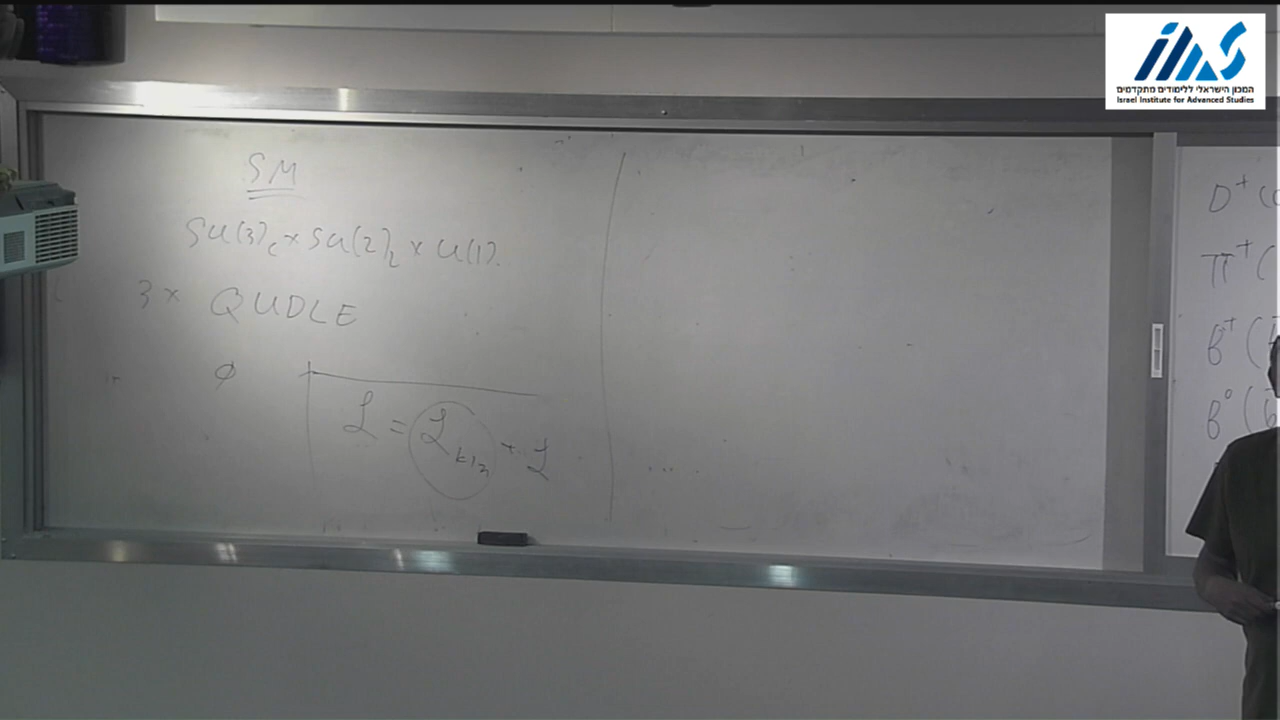 SM
SU(3)c × SU(2)L × U(1)
3 × QUDLE
φ
ℒ = ℒkin + ℒ
...
D+ (
π+ (
B+ (
B0 (
ias
המכון הישראלי ללימודים מתקדמים
Israel Institute for Advanced Studies